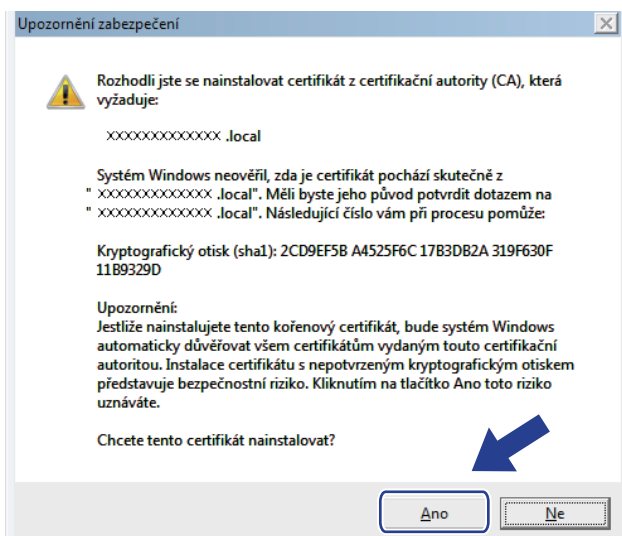 Upozornění zabezpečení
Rozhodli jste se nainstalovat certifikát z certifikační autority (CA), která
vyžaduje:
XXXXXXXXXXXXX .local
Systém Windows neověřil, zda je certifikát pochází skutečně z
" XXXXXXXXXXXXX .local". Měli byste jeho původ potvrdit dotazem na
" XXXXXXXXXXXXX .local". Následující číslo vám při procesu pomůže:
Kryptografický otisk (sha1): 2CD9EF5B A4525F6C 17B3DB2A 319F630F
11B9329D
Upozornění:
Jestliže nainstalujete tento kořenový certifikát, bude systém Windows
automaticky důvěřovat všem certifikátům vydaným touto certifikační
autoritou. Instalace certifikátu s nepotvrzeným kryptografickým otiskem
představuje bezpečnostní riziko. Kliknutím na tlačítko Ano toto riziko
uznáváte.
Chcete tento certifikát nainstalovat?
Ano
Ne